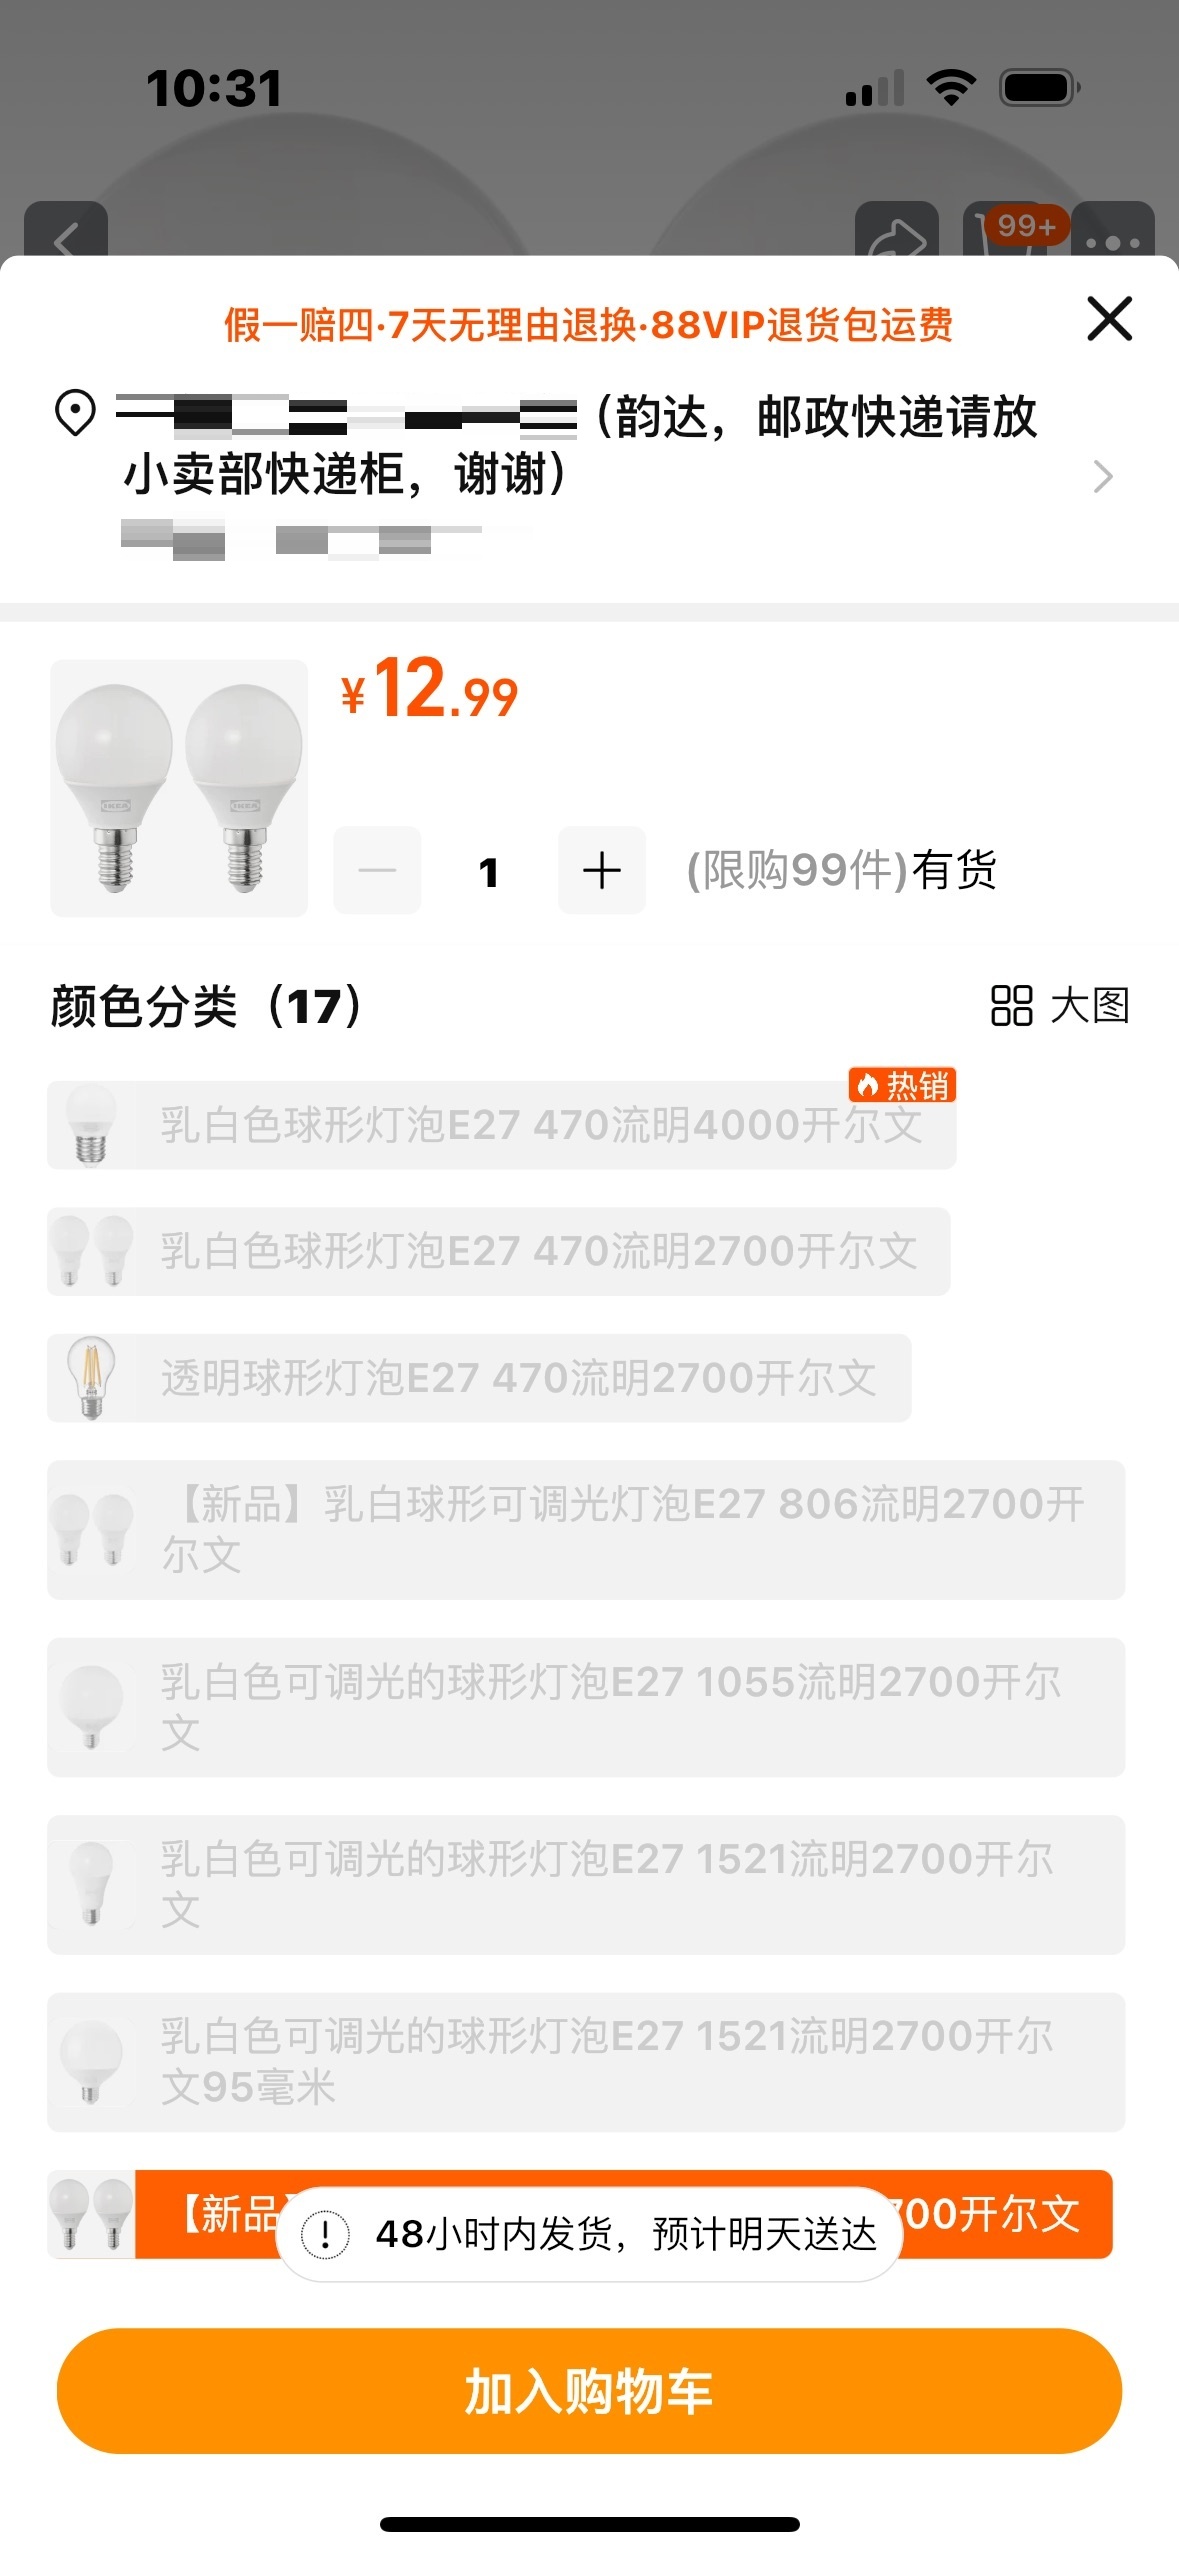 10:31
99+
假一赔四·7天无理由退换·88VIP退货包运费
（韵达，邮政快递请放
小卖部快递柜，谢谢）
IKEA IKEA
¥12.99
1
(限购99件)有货
颜色分类（17）
大图
热销
乳白色球形灯泡E27 470流明4000开尔文
乳白色球形灯泡E27 470流明2700开尔文
透明球形灯泡E27 470流明2700开尔文
【新品】乳白球形可调光灯泡E27 806流明2700开
尔文
乳白色可调光的球形灯泡E27 1055流明2700开尔
文
乳白色可调光的球形灯泡E27 1521流明2700开尔
文
乳白色可调光的球形灯泡E27 1521流明2700开尔
文95毫米
【新品】 00开尔文
48小时内发货，预计明天送达
加入购物车